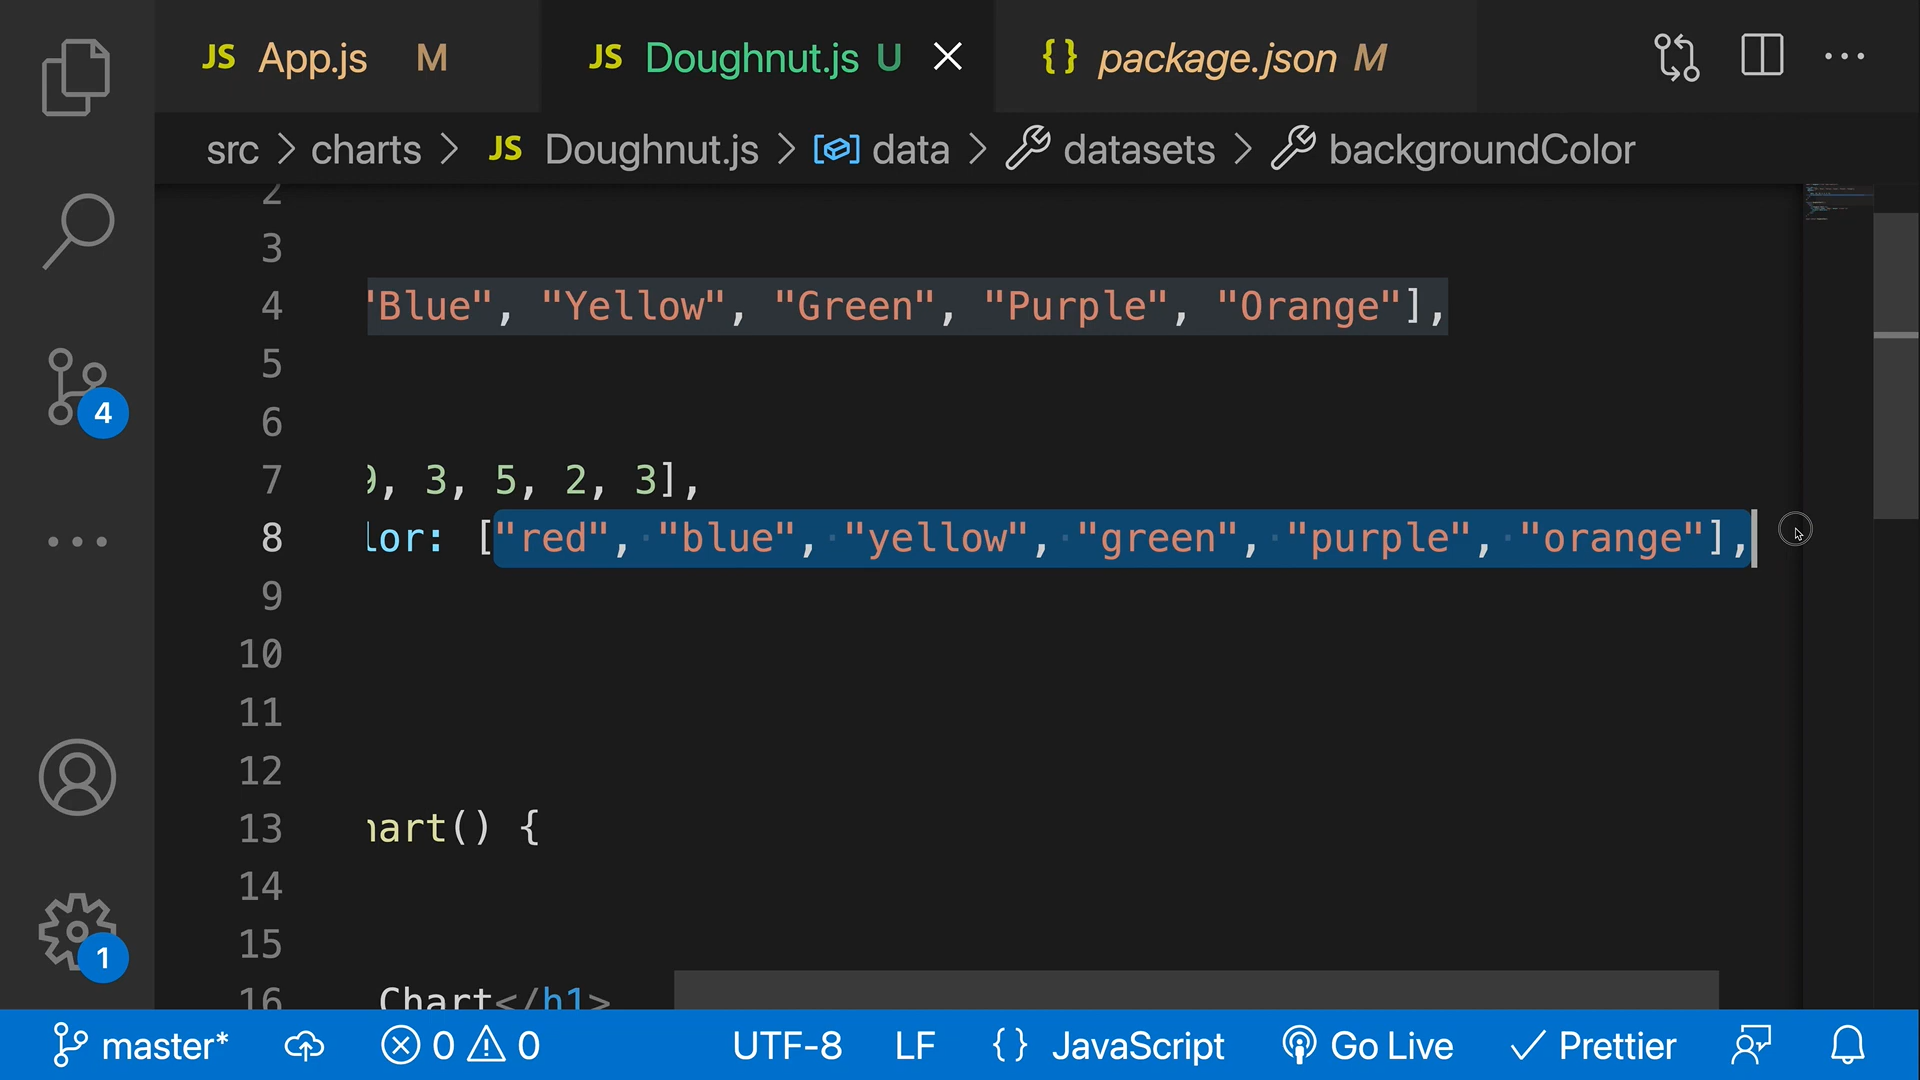 JS App.js M JS Doughnut.js U {} package.json M
src > charts > JS Doughnut.js > data > datasets > backgroundColor
2
3
4 "Blue", "Yellow", "Green", "Purple", "Orange"],
5
6
7 9, 3, 5, 2, 3],
8 lor: ["red", "blue", "yellow", "green", "purple", "orange"],
9
10
11
12
13 hart() {
14
15
16 Chart</h1>
4
1
master* 0 0 UTF-8 LF {} JavaScript Go Live Prettier